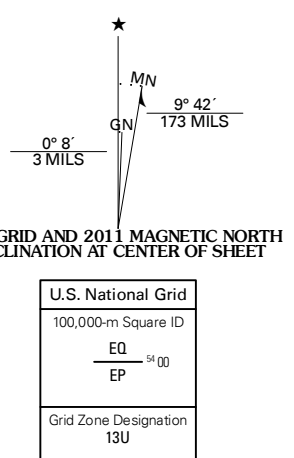 ★
MN
GN
9° 42´
173 MILS
0° 8´
3 MILS
GRID AND 2011 MAGNETIC NORTH
CLINATION AT CENTER OF SHEET
U.S. National Grid
100,000-m Square ID
EQ
54 00
EP
Grid Zone Designation
13U